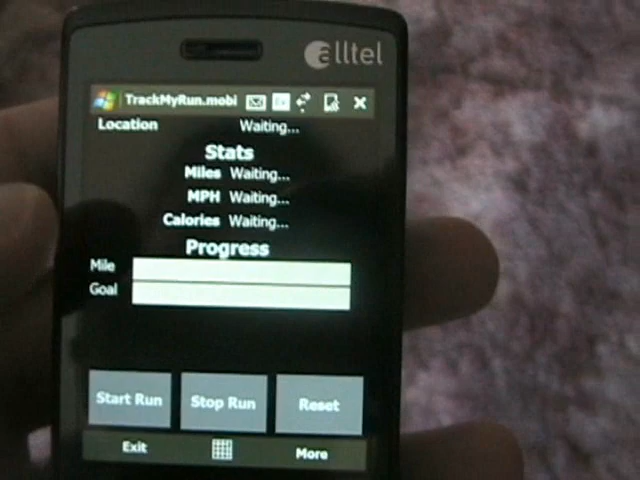 alltel
TrackMyRun.mobi
Location Waiting...
Stats
Miles Waiting...
MPH Waiting...
Calories Waiting...
Progress
Mile
Goal
Start Run Stop Run Reset
Exit More